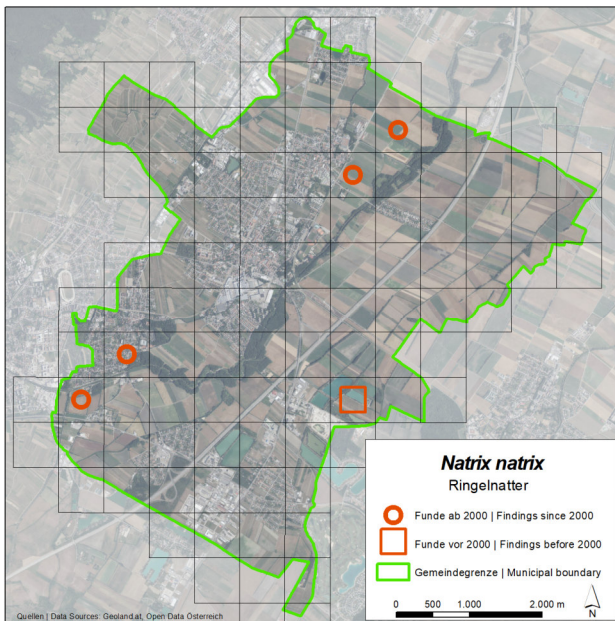 Natrix natrix
Ringelnatter
Funde ab 2000 | Findings since 2000
Funde vor 2000 | Findings before 2000
Gemeindegrenze | Municipal boundary
0 500 1.000 2.000 m
N
Quellen | Data Sources: Geoland.at, Open Data Österreich